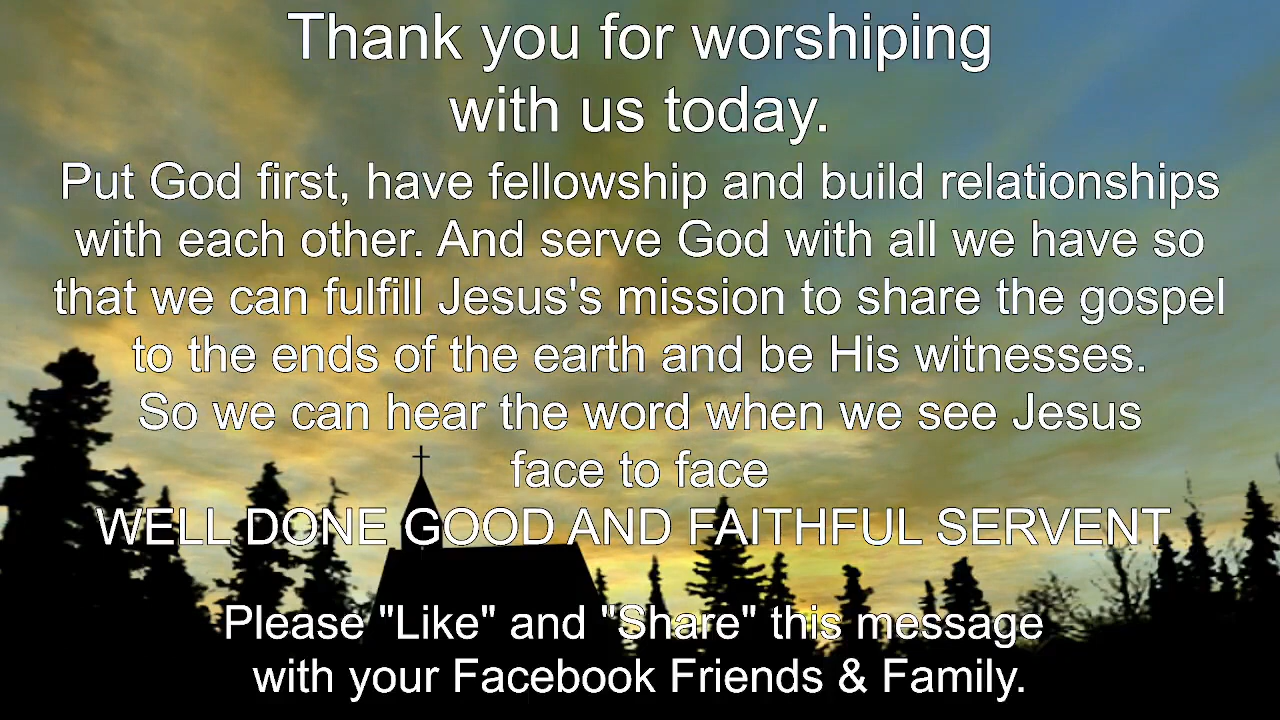 Thank you for worshiping
with us today.
Put God first, have fellowship and build relationships
with each other. And serve God with all we have so
that we can fulfill Jesus's mission to share the gospel
to the ends of the earth and be His witnesses.
So we can hear the word when we see Jesus
face to face
WELL DONE GOOD AND FAITHFUL SERVENT
Please "Like" and "Share" this message
with your Facebook Friends & Family.